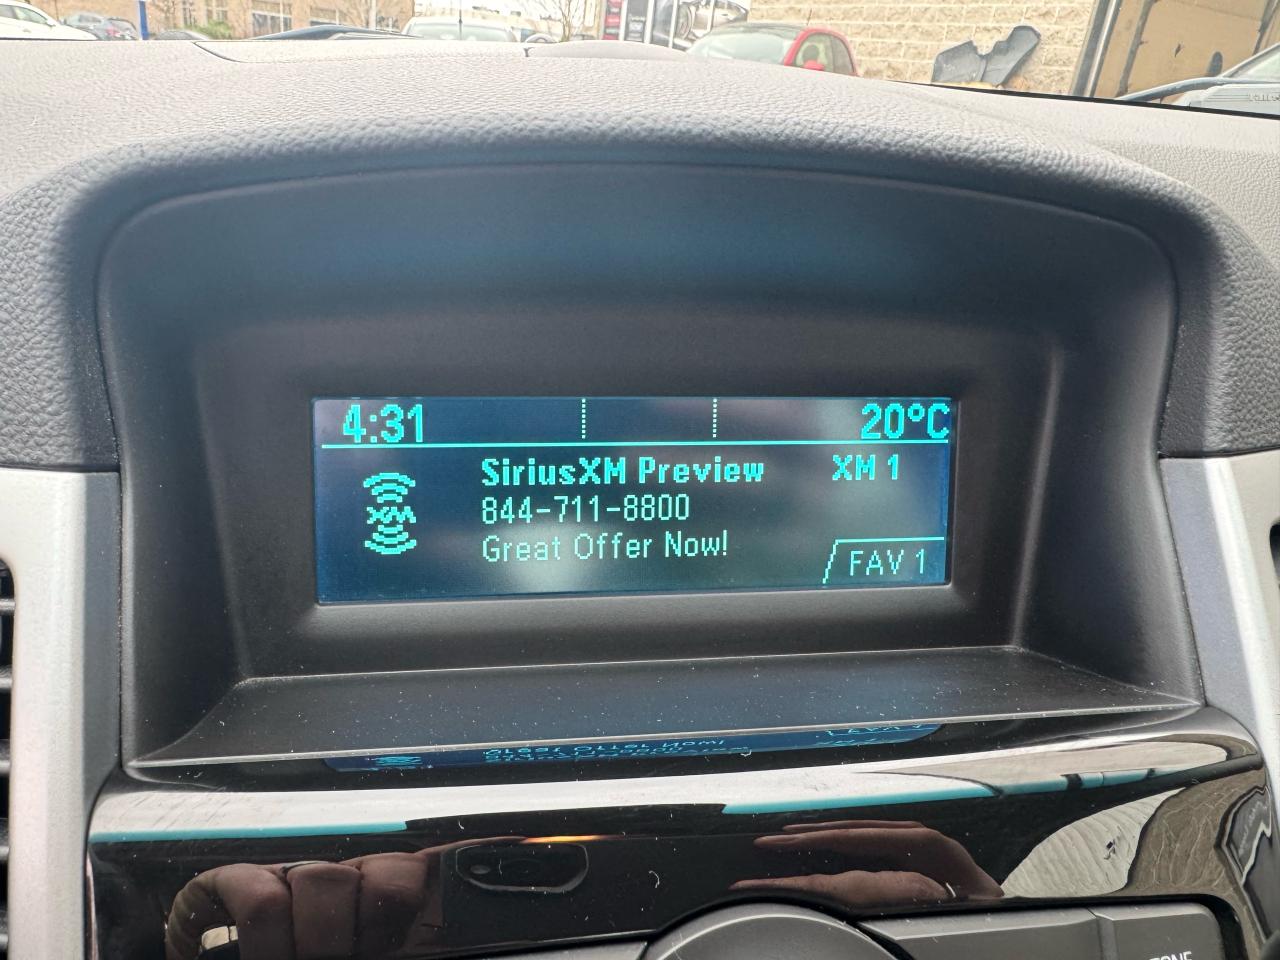 4:31 20°C
SiriusXM Preview XM 1
844-711-8800
Great Offer Now!
FAV 1
XM